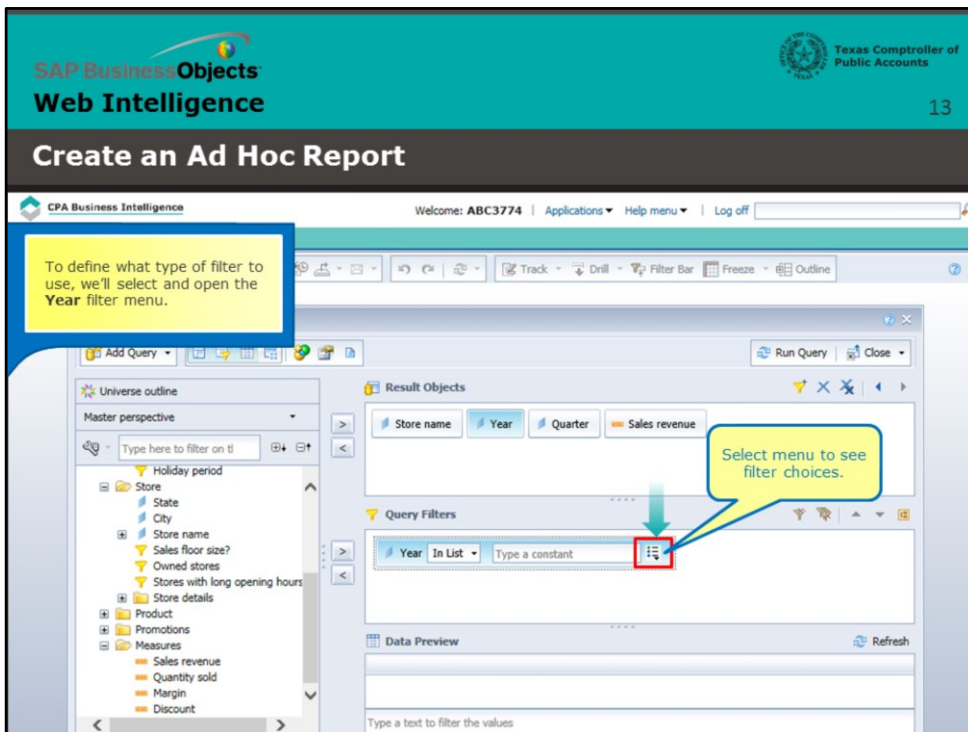 SAP BusinessObjects
Web Intelligence
Texas Comptroller of
Public Accounts
13
Create an Ad Hoc Report
CPA Business Intelligence
Welcome: ABC3774 | Applications Help menu | Log off
To define what type of filter to
use, we'll select and open the
Year filter menu.
Track Drill Filter Bar Freeze Outline
Add Query
Run Query Close
Universe outline
Master perspective
Type here to filter on tl
Holiday period
Store
State
City
Store name
Sales floor size?
Owned stores
Stores with long opening hours
Store details
Product
Promotions
Measures
Sales revenue
Quantity sold
Margin
Discount
Result Objects
Store name Year Quarter Sales revenue
Select menu to see
filter choices.
Query Filters
Year In List Type a constant
Data Preview
Refresh
Type a text to filter the values